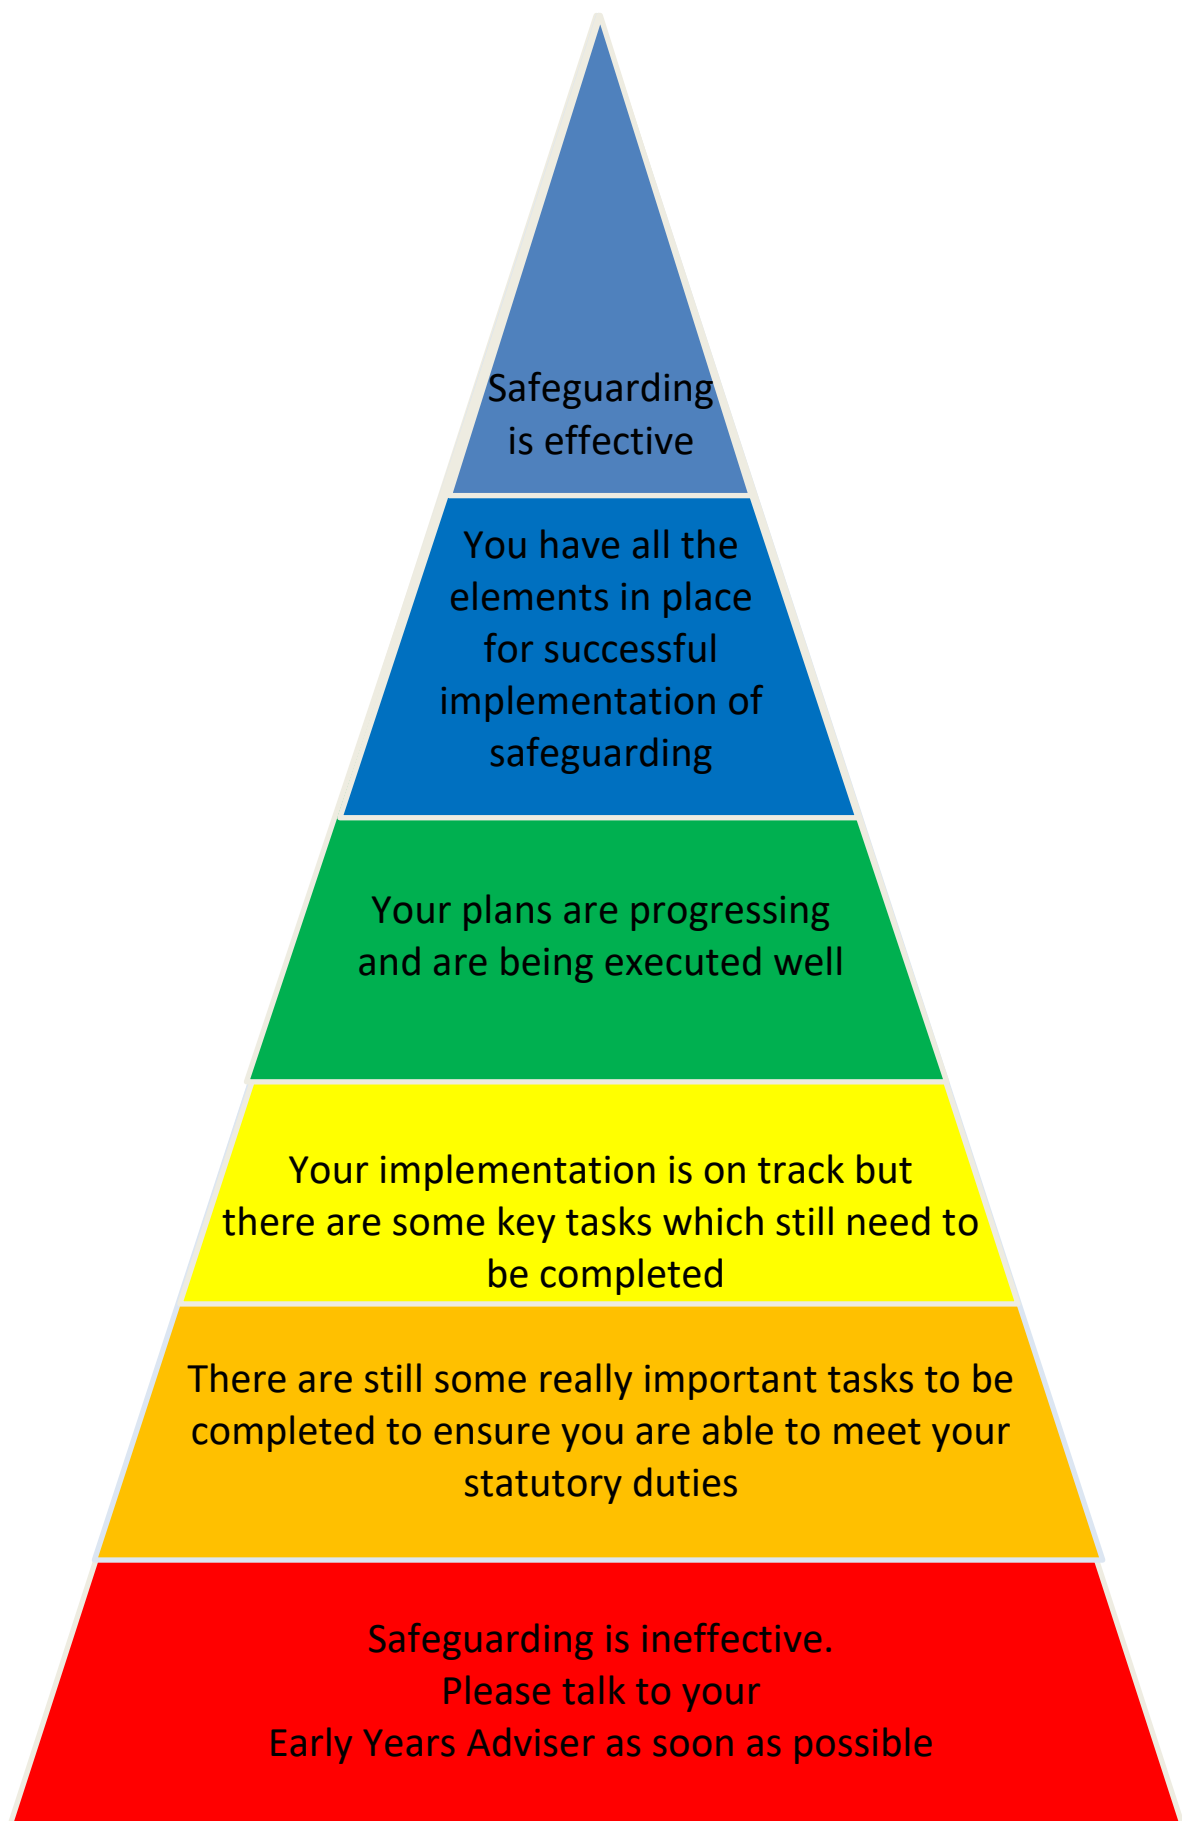 Safeguarding
is effective
You have all the
elements in place
for successful
implementation of
safeguarding
Your plans are progressing
and are being executed well
Your implementation is on track but
there are some key tasks which still need to
be completed
There are still some really important tasks to be
completed to ensure you are able to meet your
statutory duties
Safeguarding is ineffective.
Please talk to your
Early Years Adviser as soon as possible